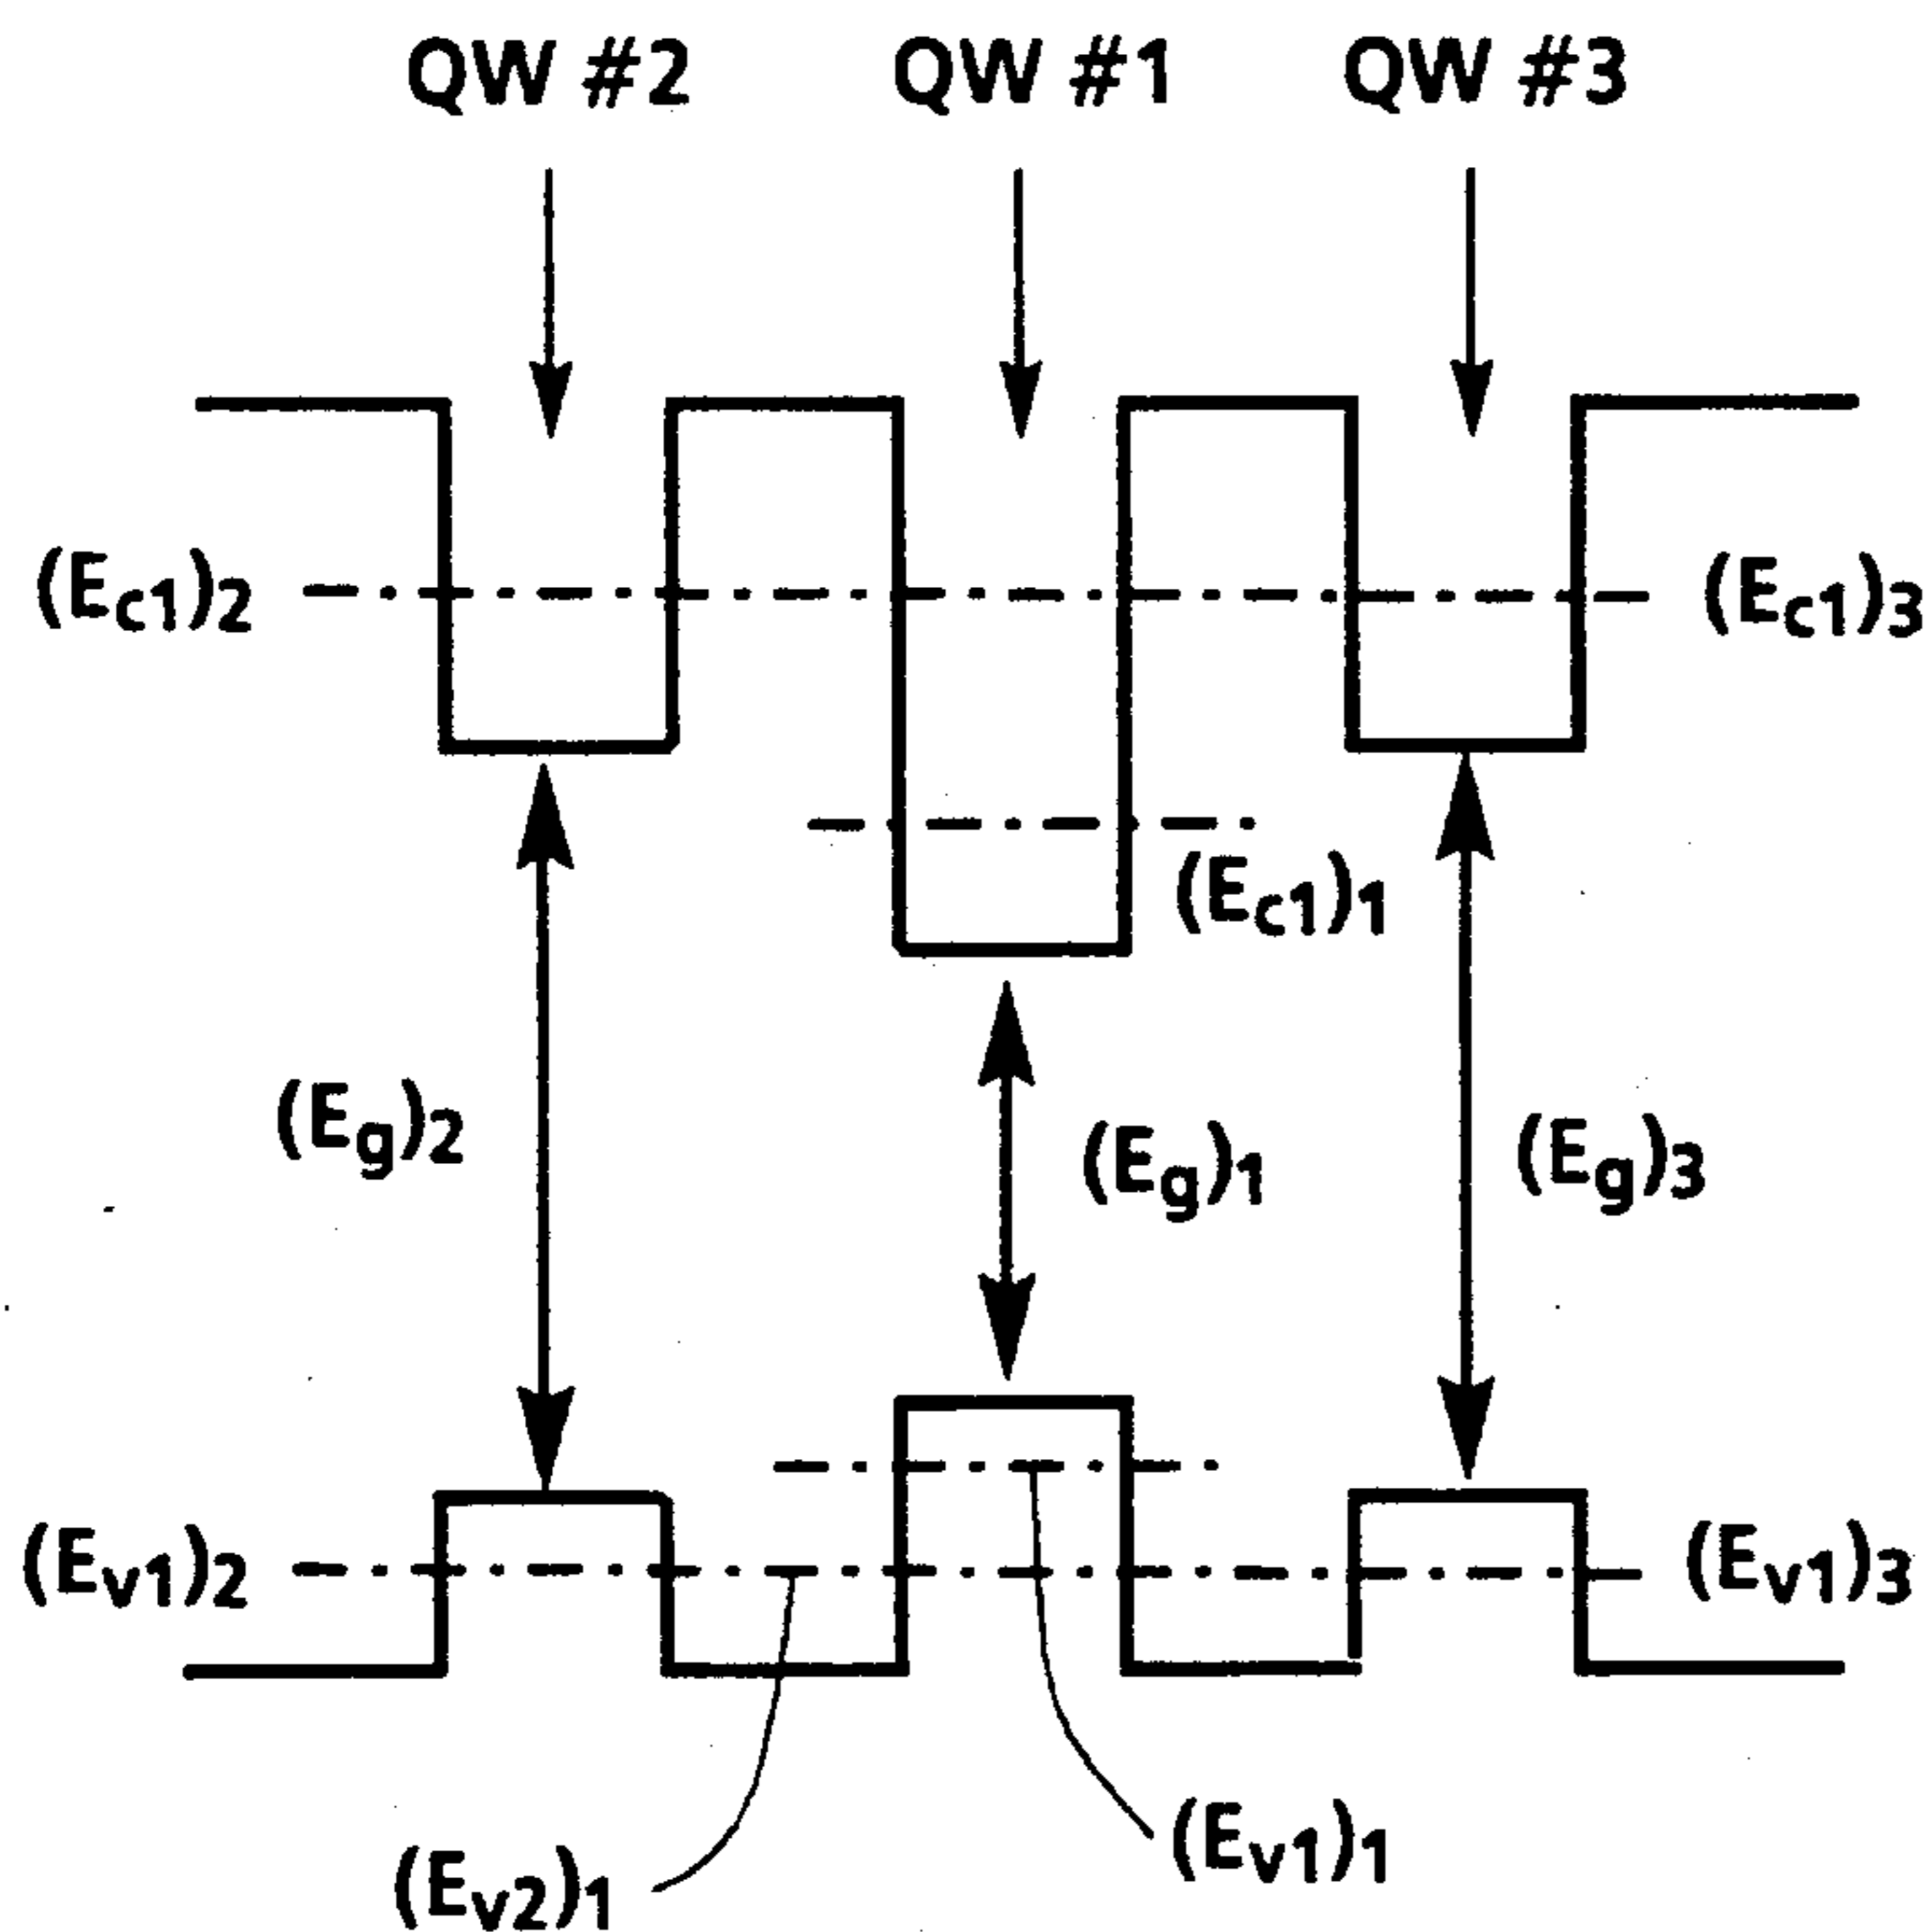 QW #2 QW #1 QW #3
(Ec1)2 (Ec1)3
(Ec1)1
(Eg)2 (Eg)1 (Eg)3
(Ev1)2 (Ev1)3
(Ev1)1
(Ev2)1